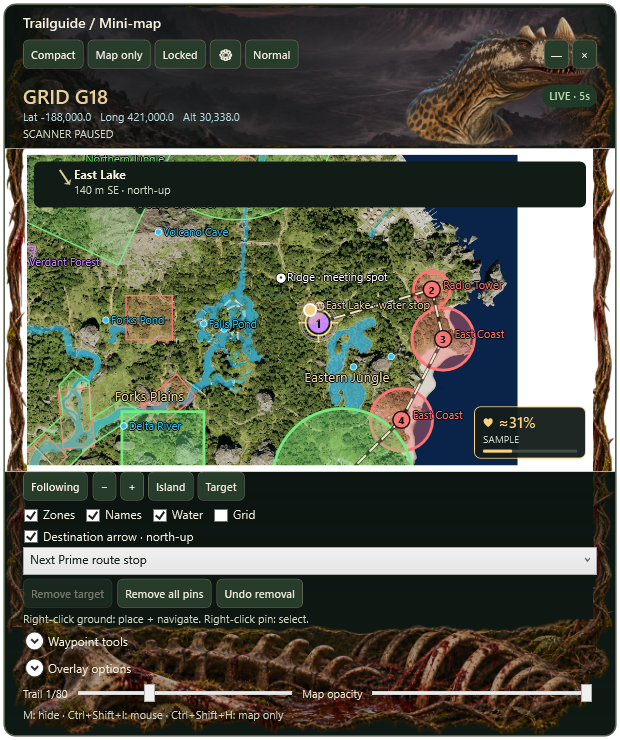 Trailguide / Mini-map
Compact Map only Locked Normal
GRID G18
LIVE · 5s
Lat -188,000.0 Long 421,000.0 Alt 30,338.0
SCANNER PAUSED
Northern Jungle
East Lake
140 m SE · north-up
Volcano Cave
Verdant Forest
Ridge · meeting spot
Radio Tower
2
East Lake · water stop
Forks Pond
Falls Pond
1
East Coast
3
Eastern Jungle
Forks Plains
East Coast
4
Delta River
≈31%
SAMPLE
Following − + Island Target
Zones Names Water Grid
Destination arrow · north-up
Next Prime route stop
Remove target Remove all pins Undo removal
Right-click ground: place + navigate. Right-click pin: select.
Waypoint tools
Overlay options
Trail 1/80 Map opacity
M: hide · Ctrl+Shift+I: mouse · Ctrl+Shift+H: map only